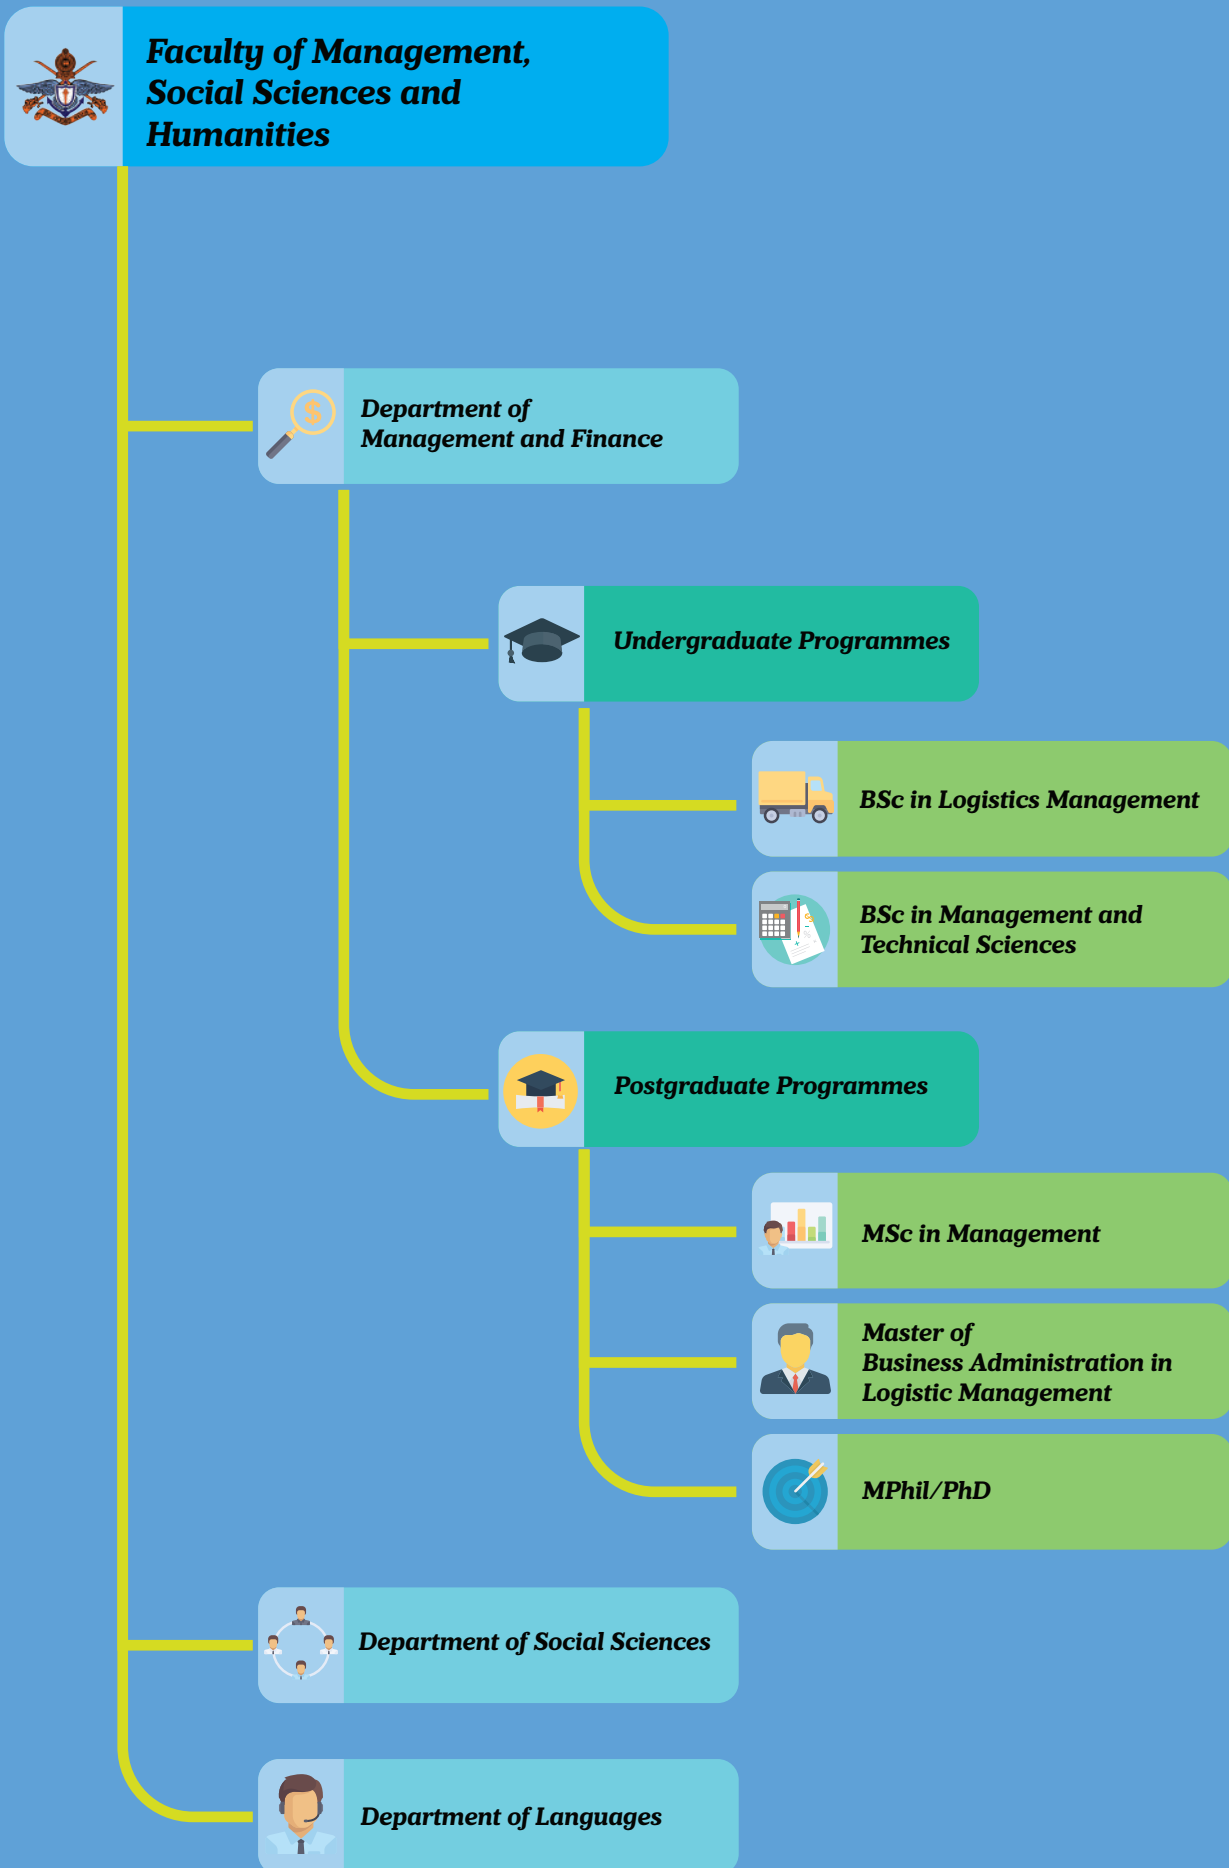 Faculty of Management,
Social Sciences and
Humanities
Department of
Management and Finance
Undergraduate Programmes
BSc in Logistics Management
BSc in Management and
Technical Sciences
Postgraduate Programmes
MSc in Management
Master of
Business Administration in
Logistic Management
MPhil/PhD
Department of Social Sciences
Department of Languages